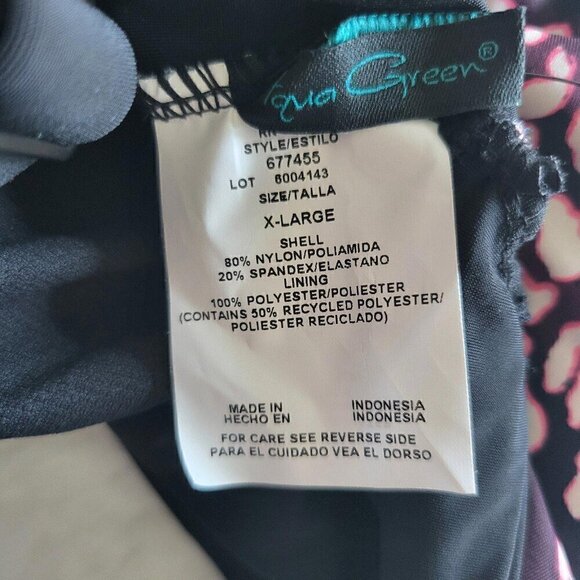 Aqua Green®
RN
STYLE/ESTILO
677455
LOT 6004143
SIZE/TALLA
X-LARGE
SHELL
80% NYLON/POLIAMIDA
20% SPANDEX/ELASTANO
LINING
100% POLYESTER/POLIESTER
(CONTAINS 50% RECYCLED POLYESTER/
POLIESTER RECICLADO)
MADE IN INDONESIA
HECHO EN INDONESIA
FOR CARE SEE REVERSE SIDE
PARA EL CUIDADO VEA EL DORSO